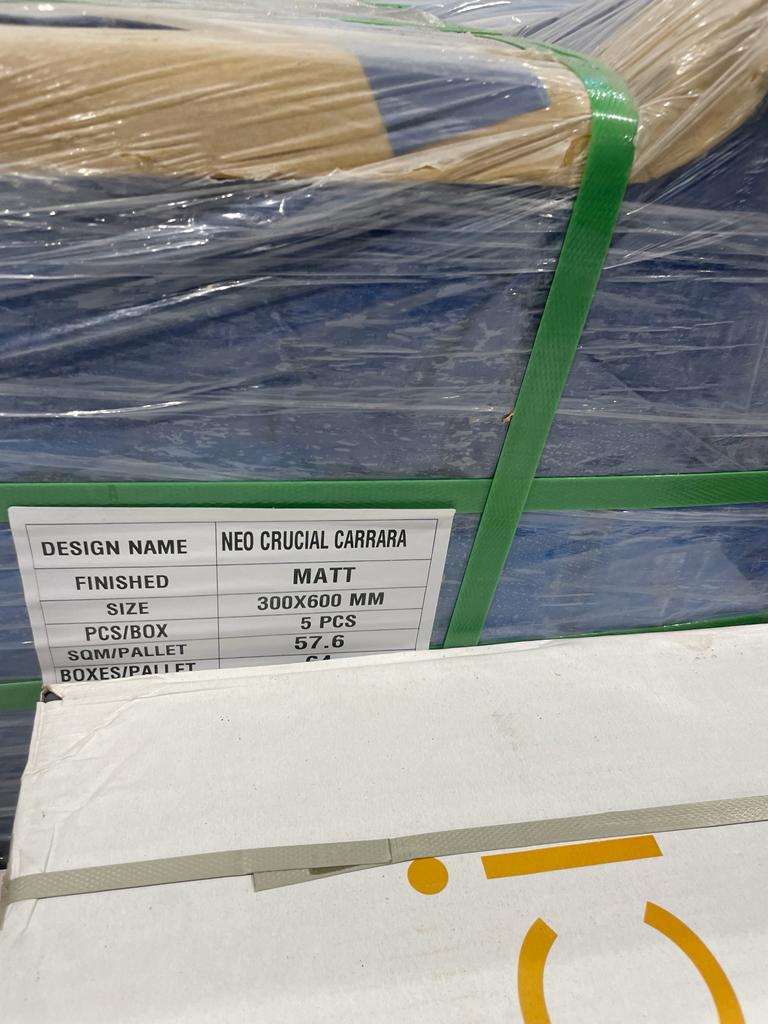 DESIGN NAME NEO CRUCIAL CARRARA
FINISHED MATT
SIZE 300X600 MM
PCS/BOX 5 PCS
SQM/PALLET 57.6
BOXES/PALLET 64